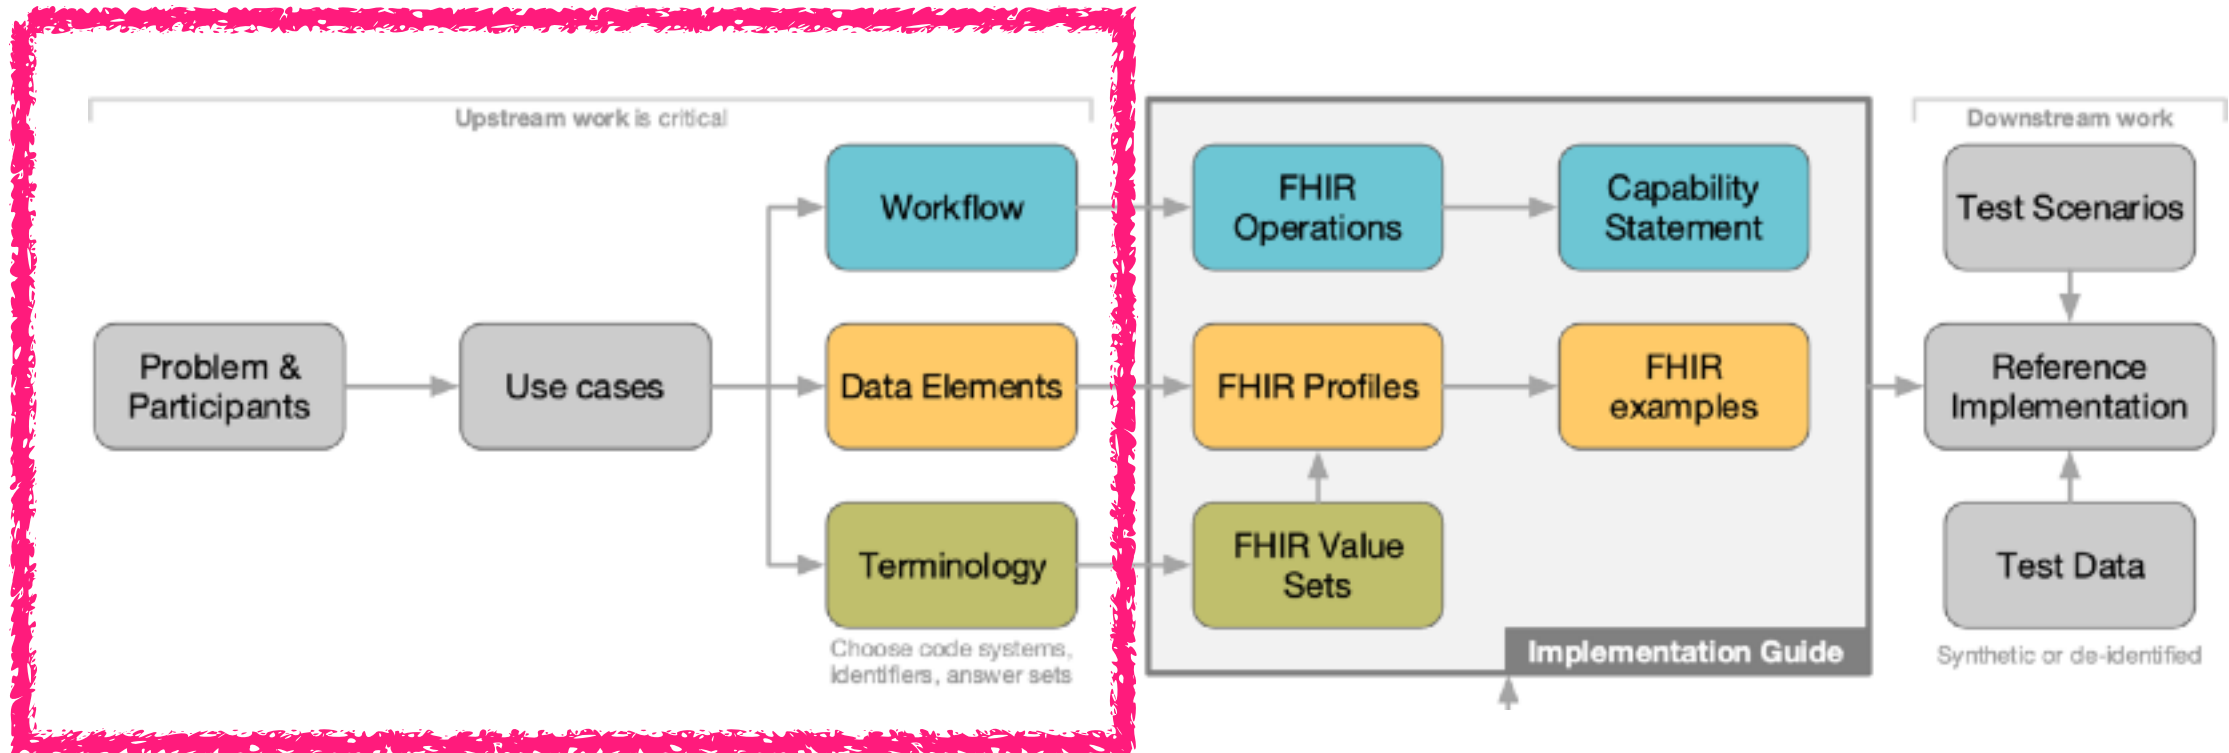 Upstream work is critical
Workflow
Problem &
Participants
Use cases
Data Elements
Terminology
Choose code systems,
identifiers, answer sets
FHIR
Operations
Capability
Statement
FHIR Profiles
FHIR
examples
FHIR Value
Sets
Implementation Guide
Downstream work
Test Scenarios
Reference
Implementation
Test Data
Synthetic or de-identified